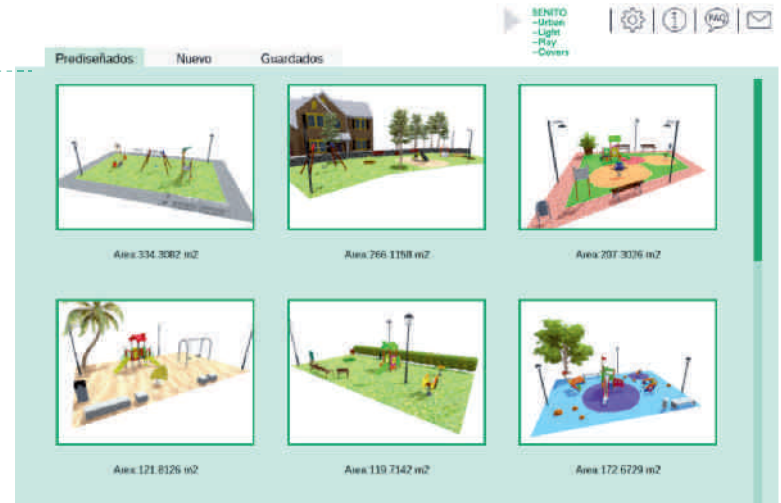 BENITO
-Urban
-Light
-Play
-Covers
FAQ
Prediseñados Nuevo Guardados
Area:334.3082 m2 Area:266.1158 m2 Area:207.3026 m2
Area:121.8126 m2 Area:119.7142 m2 Area:172.6729 m2